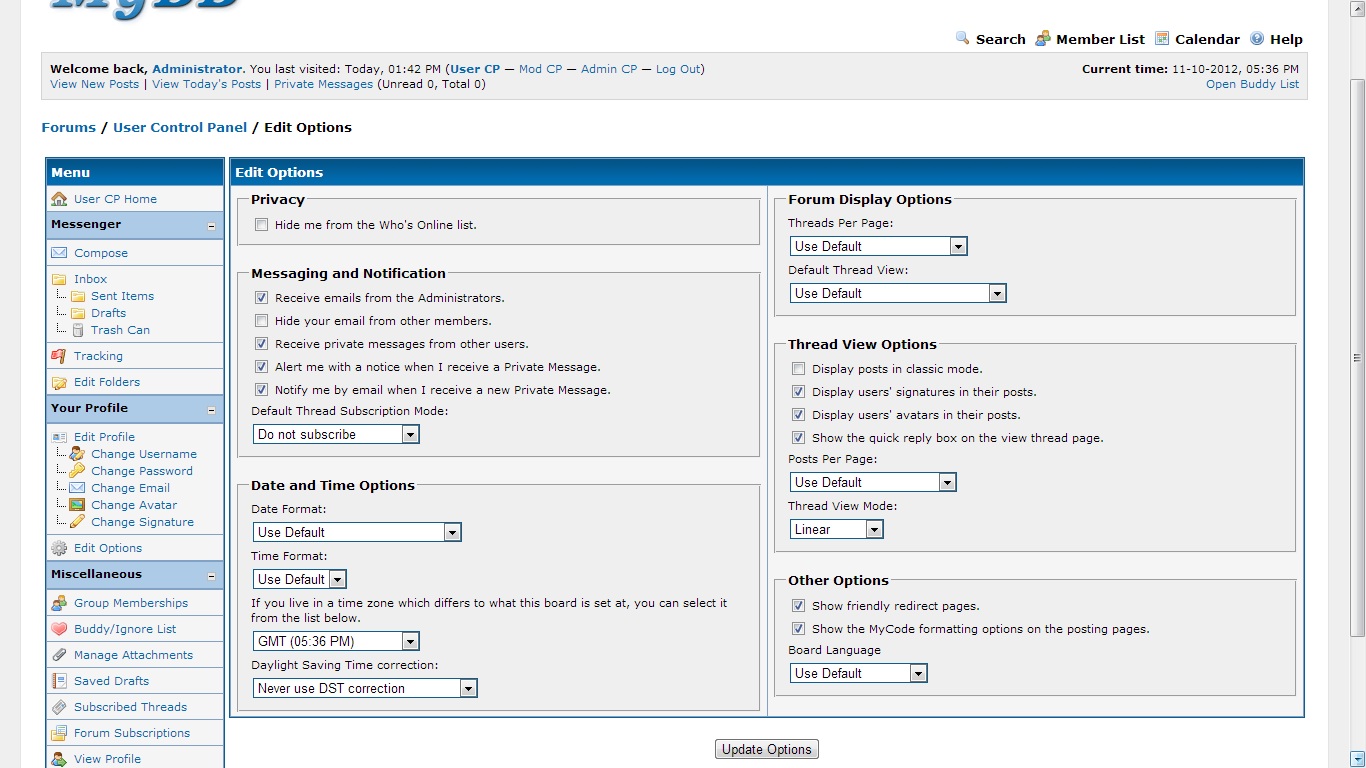 MyBB
Search Member List Calendar Help
Welcome back, Administrator. You last visited: Today, 01:42 PM (User CP — Mod CP — Admin CP — Log Out)
Current time: 11-10-2012, 05:36 PM
View New Posts | View Today's Posts | Private Messages (Unread 0, Total 0)
Open Buddy List
Forums / User Control Panel / Edit Options
Menu
User CP Home
Messenger
Compose
Inbox
Sent Items
Drafts
Trash Can
Tracking
Edit Folders
Your Profile
Edit Profile
Change Username
Change Password
Change Email
Change Avatar
Change Signature
Edit Options
Miscellaneous
Group Memberships
Buddy/Ignore List
Manage Attachments
Saved Drafts
Subscribed Threads
Forum Subscriptions
View Profile
Edit Options
Privacy
Hide me from the Who's Online list.
Messaging and Notification
Receive emails from the Administrators.
Hide your email from other members.
Receive private messages from other users.
Alert me with a notice when I receive a Private Message.
Notify me by email when I receive a new Private Message.
Default Thread Subscription Mode:
Do not subscribe
Date and Time Options
Date Format:
Use Default
Time Format:
Use Default
If you live in a time zone which differs to what this board is set at, you can select it
from the list below.
GMT (05:36 PM)
Daylight Saving Time correction:
Never use DST correction
Forum Display Options
Threads Per Page:
Use Default
Default Thread View:
Use Default
Thread View Options
Display posts in classic mode.
Display users' signatures in their posts.
Display users' avatars in their posts.
Show the quick reply box on the view thread page.
Posts Per Page:
Use Default
Thread View Mode:
Linear
Other Options
Show friendly redirect pages.
Show the MyCode formatting options on the posting pages.
Board Language
Use Default
Update Options